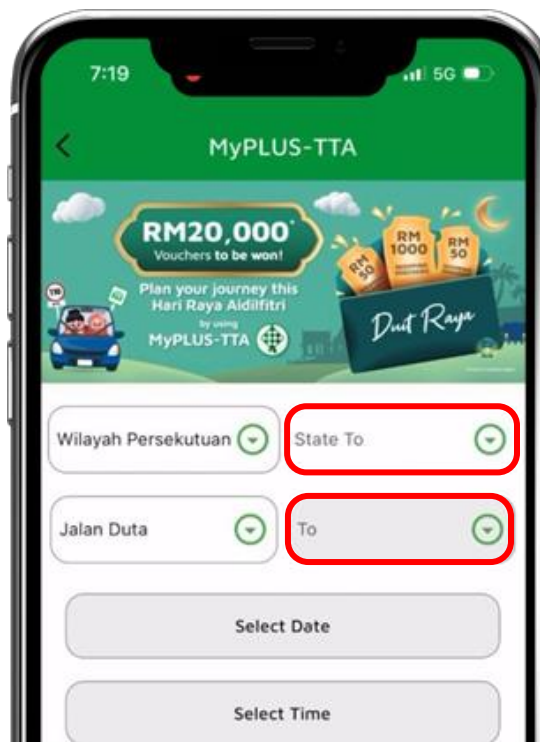 7:19
5G
MyPLUS-TTA
RM20,000*
Vouchers to be won!
Plan your journey this
Hari Raya Aidilfitri
by using
MyPLUS-TTA
RM
50
RM
1000
RM
50
Duit Raya
110
Wilayah Persekutuan
State To
Jalan Duta
To
Select Date
Select Time